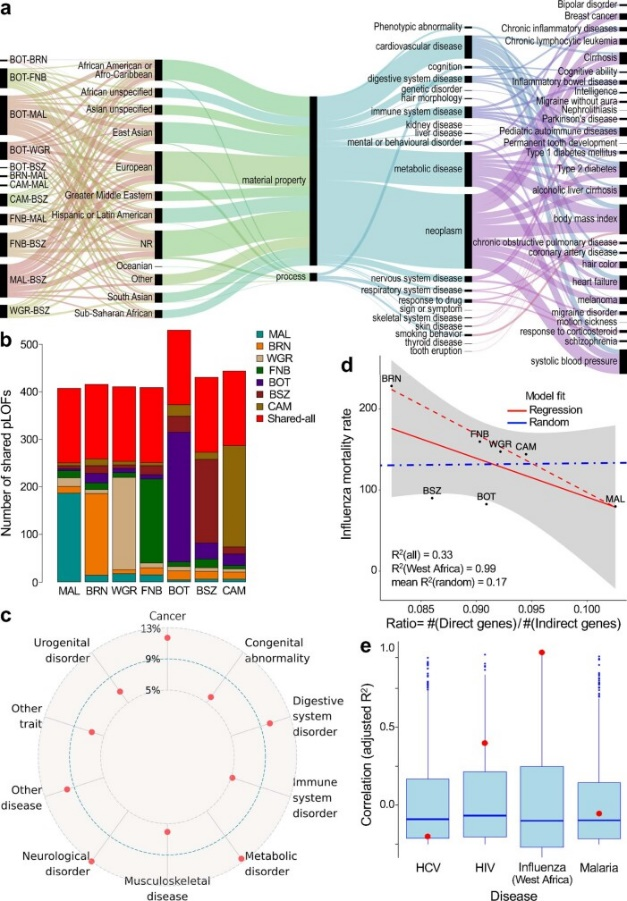 a
BOT-BRN
BOT-FNB
BOT-MAL
BOT-WGR
BOT-BSZ
BRN-MAL
CAM-MAL
CAM-BSZ
FNB-MAL
FNB-BSZ
MAL-BSZ
WGR-BSZ
African American or
Afro-Caribbean
African unspecified
Asian unspecified
East Asian
European
Greater Middle Eastern
Hispanic or Latin American
NR
Oceanian
Other
South Asian
Sub-Saharan African
material property
process
Phenotypic abnormality
cardiovascular disease
cognition
digestive system disease
genetic disorder
hair morphology
immune system disease
kidney disease
liver disease
mental or behavioural disorder
metabolic disease
neoplasm
nervous system disease
respiratory system disease
response to drug
sign or symptom
skeletal system disease
skin disease
smoking behavior
thyroid disease
tooth eruption
Bipolar disorder
Breast cancer
Chronic inflammatory diseases
Chronic lymphocytic leukemia
Cirrhosis
Cognitive ability
Inflammatory bowel disease
Intelligence
Migraine without aura
Nephrolithiasis
Parkinson's disease
Pediatric autoimmune diseases
Permanent tooth development
Type 1 diabetes mellitus
Type 2 diabetes
alcoholic liver cirrhosis
body mass index
chronic obstructive pulmonary disease
coronary artery disease
hair color
heart failure
melanoma
migraine disorder
motion sickness
response to corticosteroid
schizophrenia
systolic blood pressure
b
Number of shared pLOFs
500
400
300
200
100
0
MAL BRN WGR FNB BOT BSZ CAM
MAL
BRN
WGR
FNB
BOT
BSZ
CAM
Shared-all
c
Cancer
13%
9%
5%
Congenital
abnormality
Digestive
system
disorder
Immune
system
disorder
Metabolic
disorder
Musculoskeletal
disease
Neurological
disorder
Other
disease
Other
trait
Urogenital
disorder
d
Influenza mortality rate
200
100
0
BRN
FNB
WGR
CAM
BSZ
BOT
MAL
Model fit
Regression
Random
R²(all) = 0.33
R²(West Africa) = 0.99
mean R²(random) = 0.17
0.085 0.090 0.095 0.100
Ratio= #(Direct genes)/#(Indirect genes)
e
Correlation (adjusted R²)
1.0
0.5
0.0
HCV HIV Influenza Malaria
(West Africa)
Disease